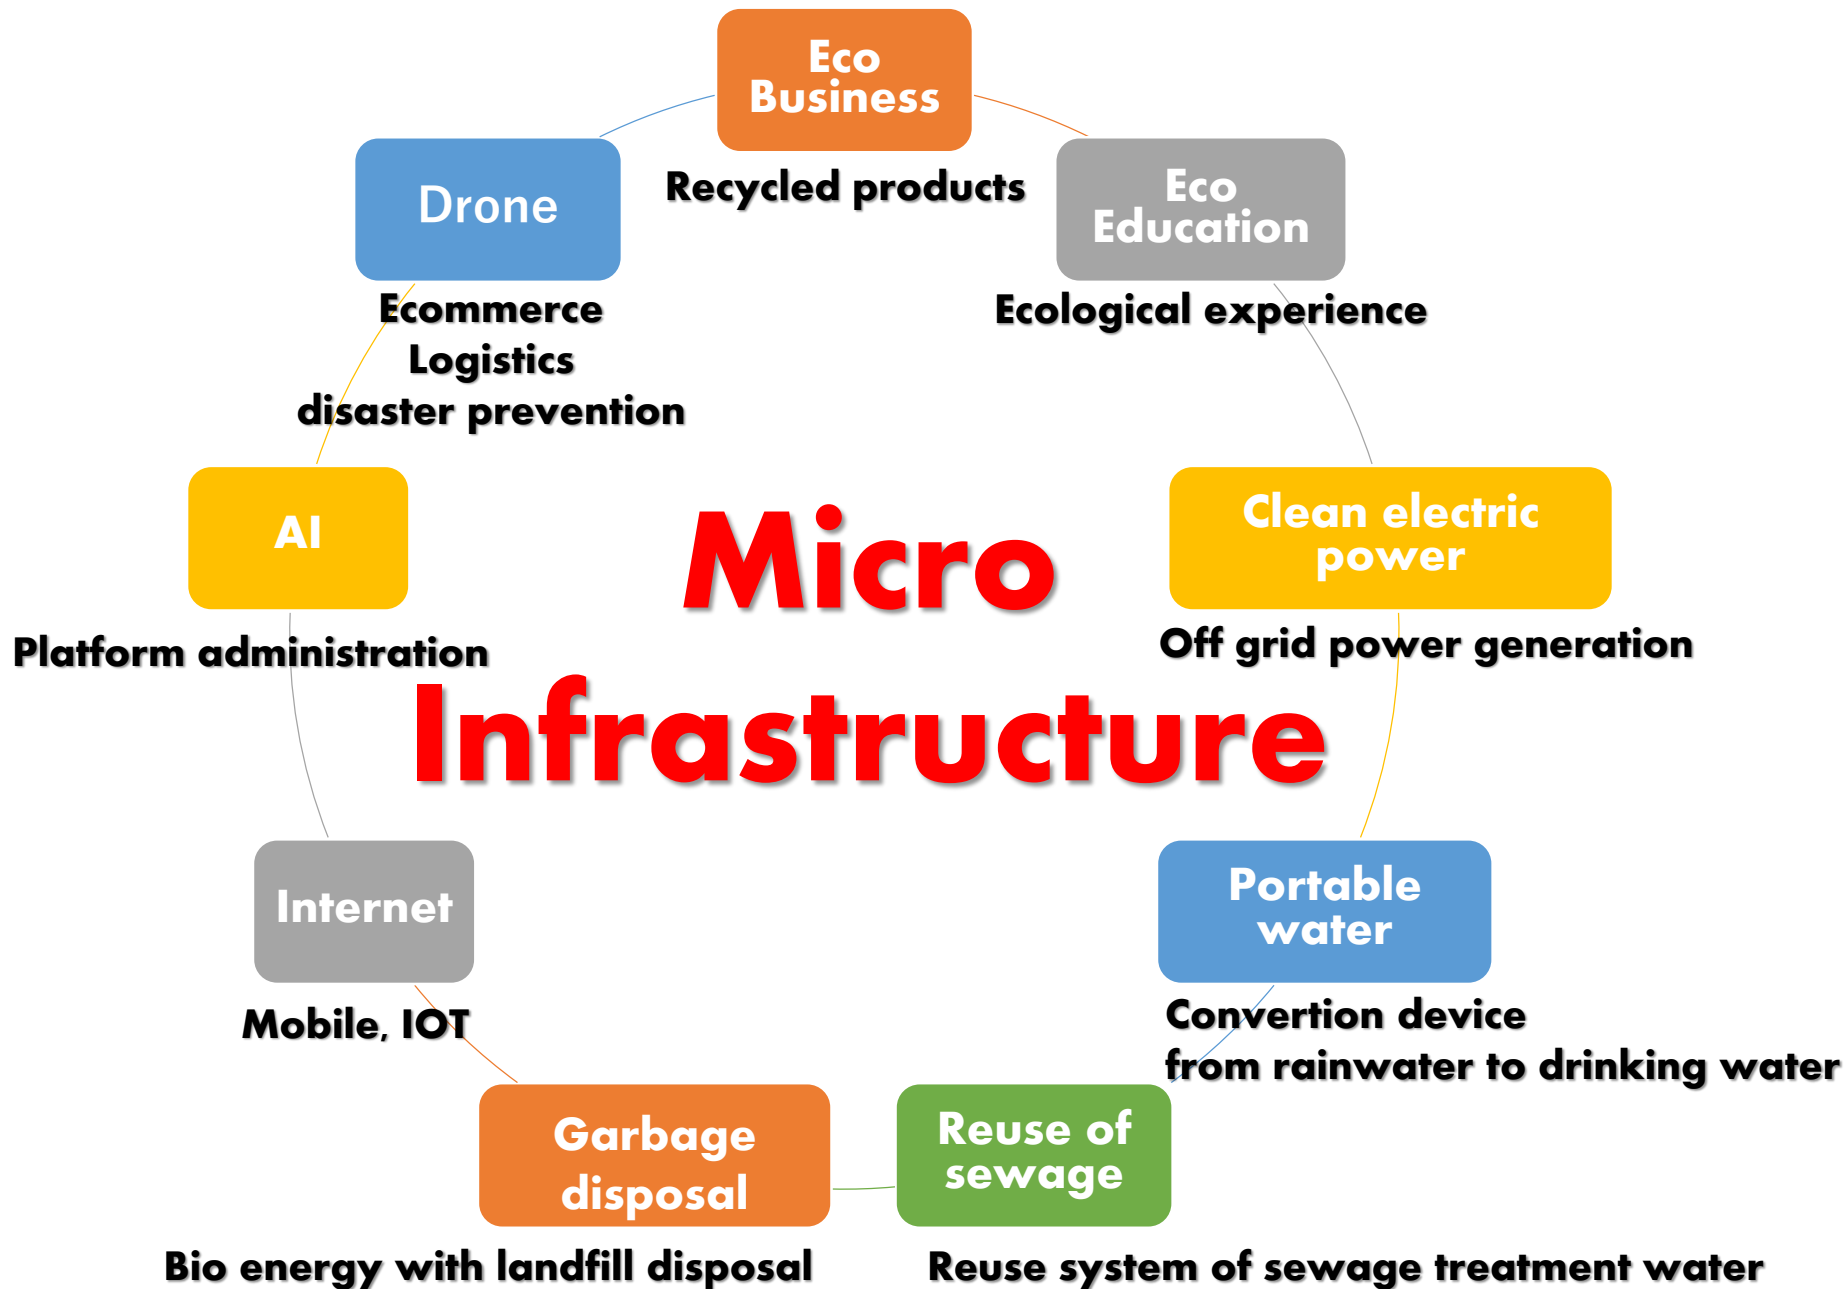 Eco
Business
Recycled products
Drone
Ecommerce
Logistics
disaster prevention
Eco
Education
Ecological experience
AI
Platform administration
Micro
Infrastructure
Clean electric
power
Off grid power generation
Internet
Mobile, IOT
Portable
water
Convertion device
from rainwater to drinking water
Garbage
disposal
Bio energy with landfill disposal
Reuse of
sewage
Reuse system of sewage treatment water